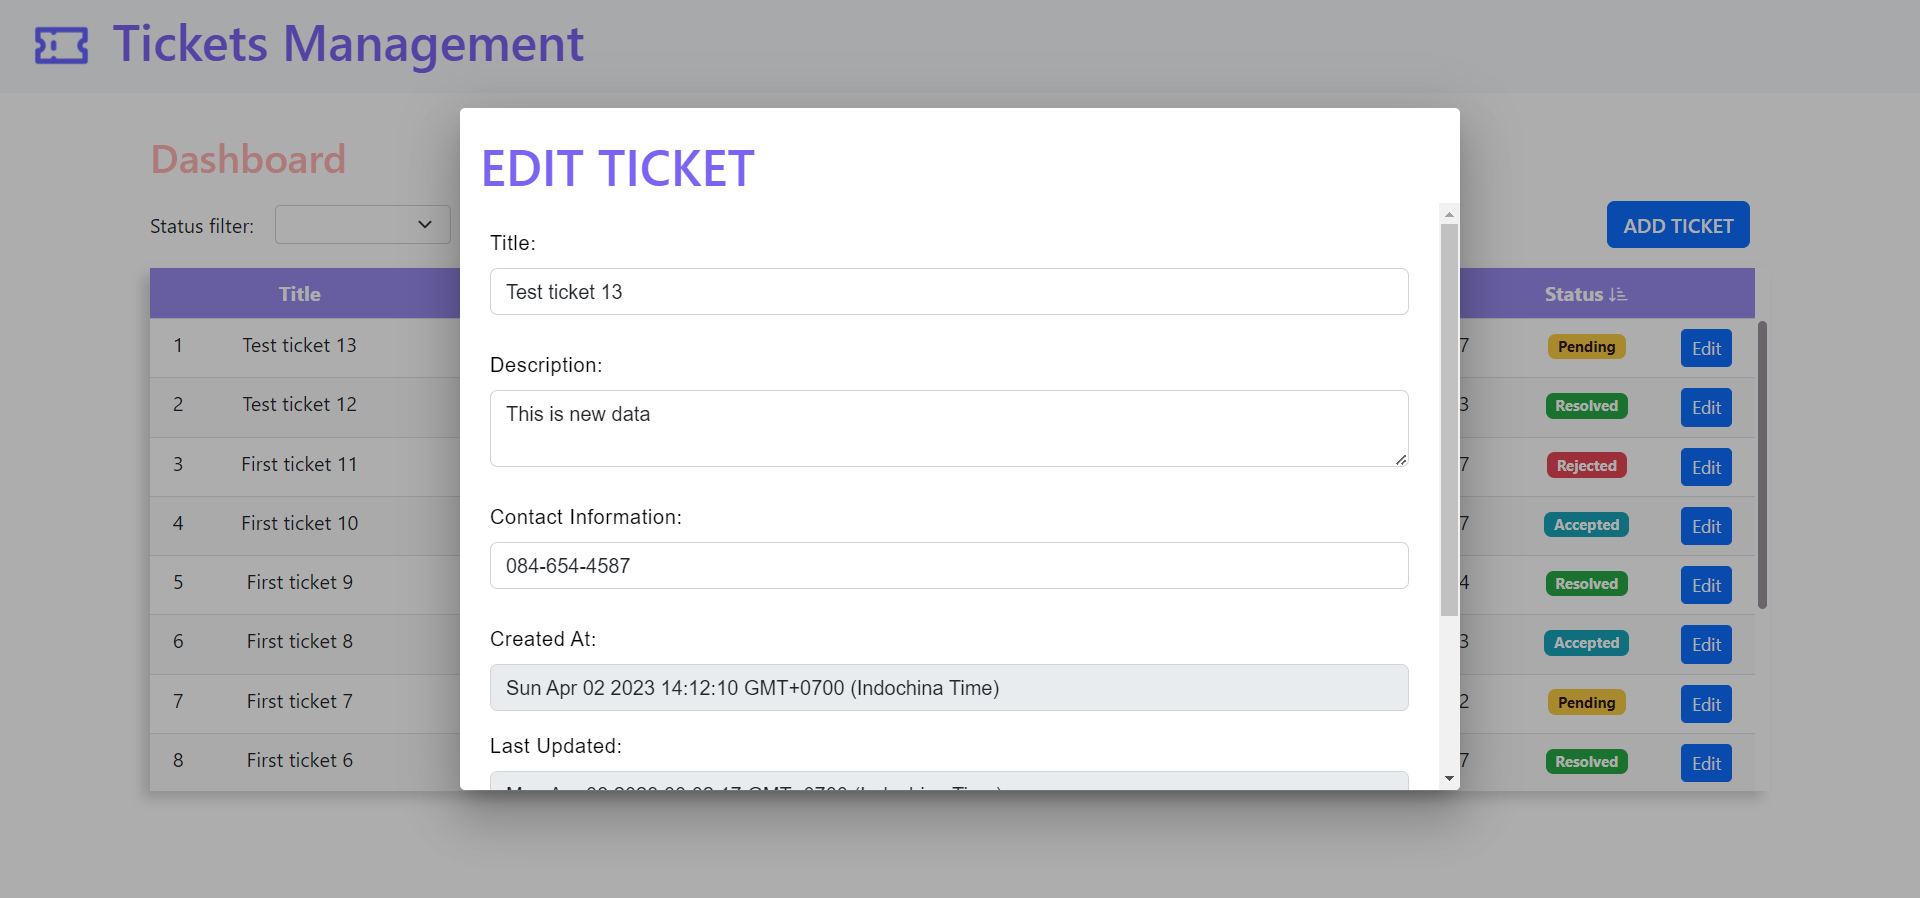 Tickets Management
Dashboard
Status filter:
ADD TICKET
Title
Status
1 Test ticket 13 7 Pending Edit
2 Test ticket 12 3 Resolved Edit
3 First ticket 11 7 Rejected Edit
4 First ticket 10 7 Accepted Edit
5 First ticket 9 4 Resolved Edit
6 First ticket 8 3 Accepted Edit
7 First ticket 7 2 Pending Edit
8 First ticket 6 7 Resolved Edit
EDIT TICKET
Title:
Test ticket 13
Description:
This is new data
Contact Information:
084-654-4587
Created At:
Sun Apr 02 2023 14:12:10 GMT+0700 (Indochina Time)
Last Updated: